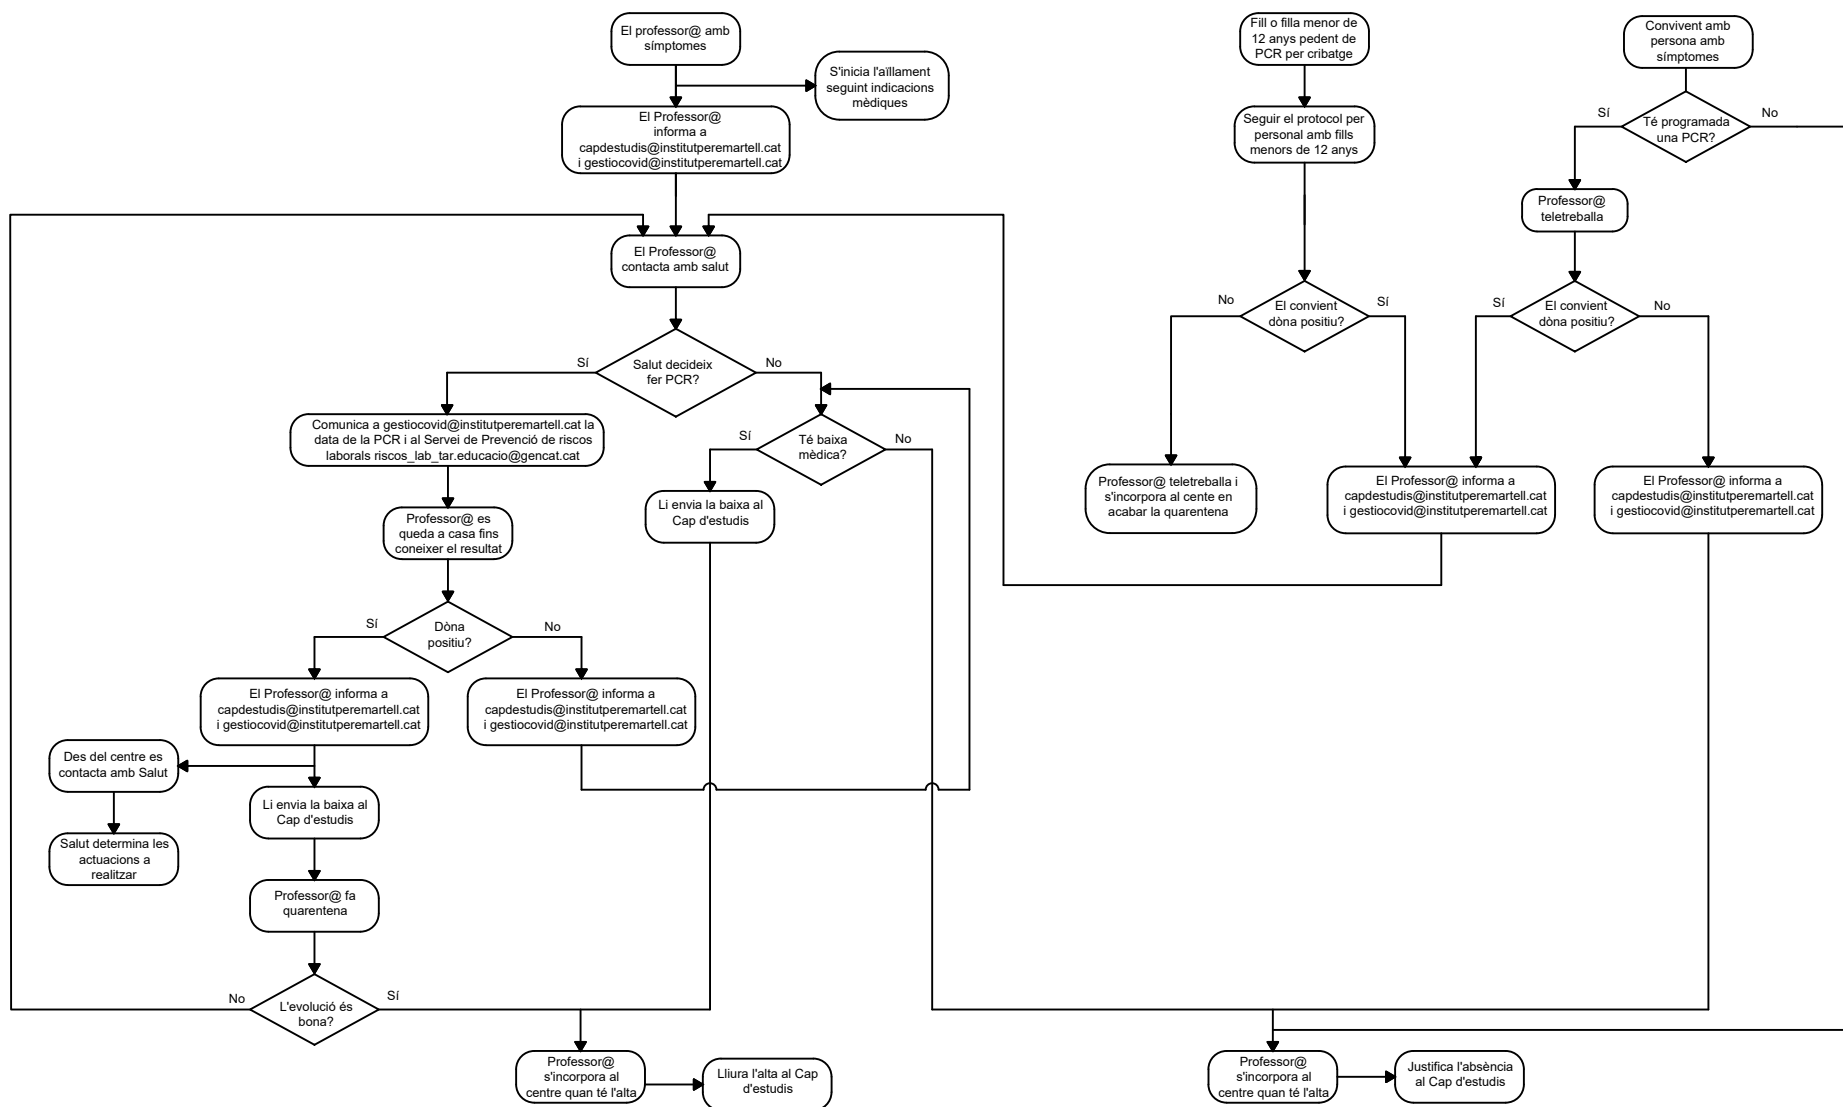 El professor@ amb
símptomes
S'inicia l'aïllament
seguint indicacions
mèdiques
El Professor@
informa a
capdestudis@institutperemartell.cat
i gestiocovid@institutperemartell.cat
El Professor@
contacta amb salut
Salut decideix
fer PCR?
Sí
No
Comunica a gestiocovid@institutperemartell.cat la
data de la PCR i al Servei de Prevenció de riscos
laborals riscos_lab_tar.educacio@gencat.cat
Té baixa
mèdica?
Sí
No
Li envia la baixa al
Cap d'estudis
Professor@ es
queda a casa fins
coneixer el resultat
Dòna
positiu?
Sí
No
El Professor@ informa a
capdestudis@institutperemartell.cat
i gestiocovid@institutperemartell.cat
El Professor@ informa a
capdestudis@institutperemartell.cat
i gestiocovid@institutperemartell.cat
Des del centre es
contacta amb Salut
Salut determina les
actuacions a
realitzar
Li envia la baixa al
Cap d'estudis
Professor@ fa
quarentena
L'evolució és
bona?
No
Sí
Professor@
s'incorpora al
centre quan té l'alta
Lliura l'alta al Cap
d'estudis
Fill o filla menor de
12 anys pedent de
PCR per cribatge
Seguir el protocol per
personal amb fills
menors de 12 anys
El convient
dòna positiu?
No
Sí
Professor@ teletreballa i
s'incorpora al cente en
acabar la quarentena
El Professor@ informa a
capdestudis@institutperemartell.cat
i gestiocovid@institutperemartell.cat
Convivent amb
persona amb
símptomes
Té programada
una PCR?
Sí
No
Professor@
teletreballa
El convient
dòna positiu?
Sí
No
El Professor@ informa a
capdestudis@institutperemartell.cat
i gestiocovid@institutperemartell.cat
Professor@
s'incorpora al
centre quan té l'alta
Justifica l'absència
al Cap d'estudis